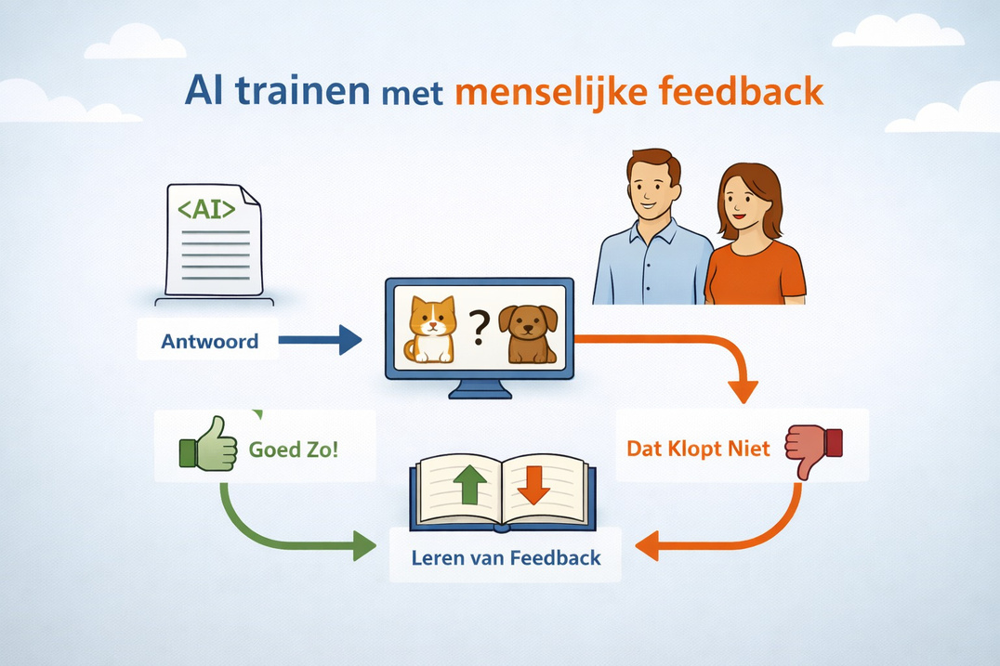 AI trainen met menselijke feedback
<AI>
?
Antwoord
Goed Zo!
Dat Klopt Niet
Leren van Feedback